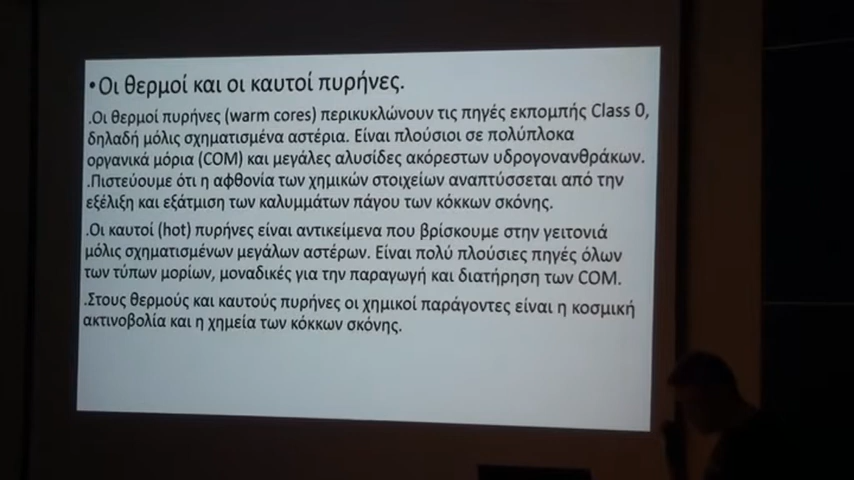 •Οι θερμοί και οι καυτοί πυρήνες.
.Οι θερμοί πυρήνες (warm cores) περικυκλώνουν τις πηγές εκπομπής Class 0,
δηλαδή μόλις σχηματισμένα αστέρια. Είναι πλούσιοι σε πολύπλοκα
οργανικά μόρια (COM) και μεγάλες αλυσίδες ακόρεστων υδρογονανθράκων.
.Πιστεύουμε ότι η αφθονία των χημικών στοιχείων αναπτύσσεται από την
εξέλιξη και εξάτμιση των καλυμμάτων πάγου των κόκκων σκόνης.
.Οι καυτοί (hot) πυρήνες είναι αντικείμενα που βρίσκουμε στην γειτονιά
μόλις σχηματισμένων μεγάλων αστέρων. Είναι πολύ πλούσιες πηγές όλων
των τύπων μορίων, μοναδικές για την παραγωγή και διατήρηση των COM.
.Στους θερμούς και καυτούς πυρήνες οι χημικοί παράγοντες είναι η κοσμική
ακτινοβολία και η χημεία των κόκκων σκόνης.